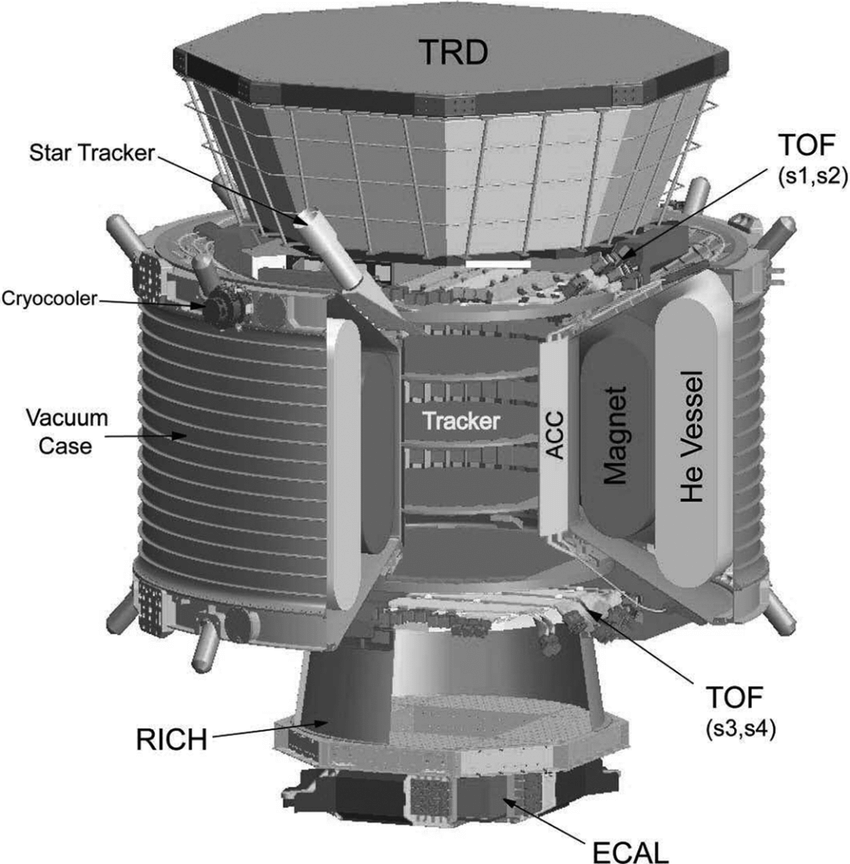 TRD
Star Tracker
TOF
(s1,s2)
Cryocooler
Vacuum
Case
Tracker
ACC
Magnet
He Vessel
TOF
(s3,s4)
RICH
ECAL